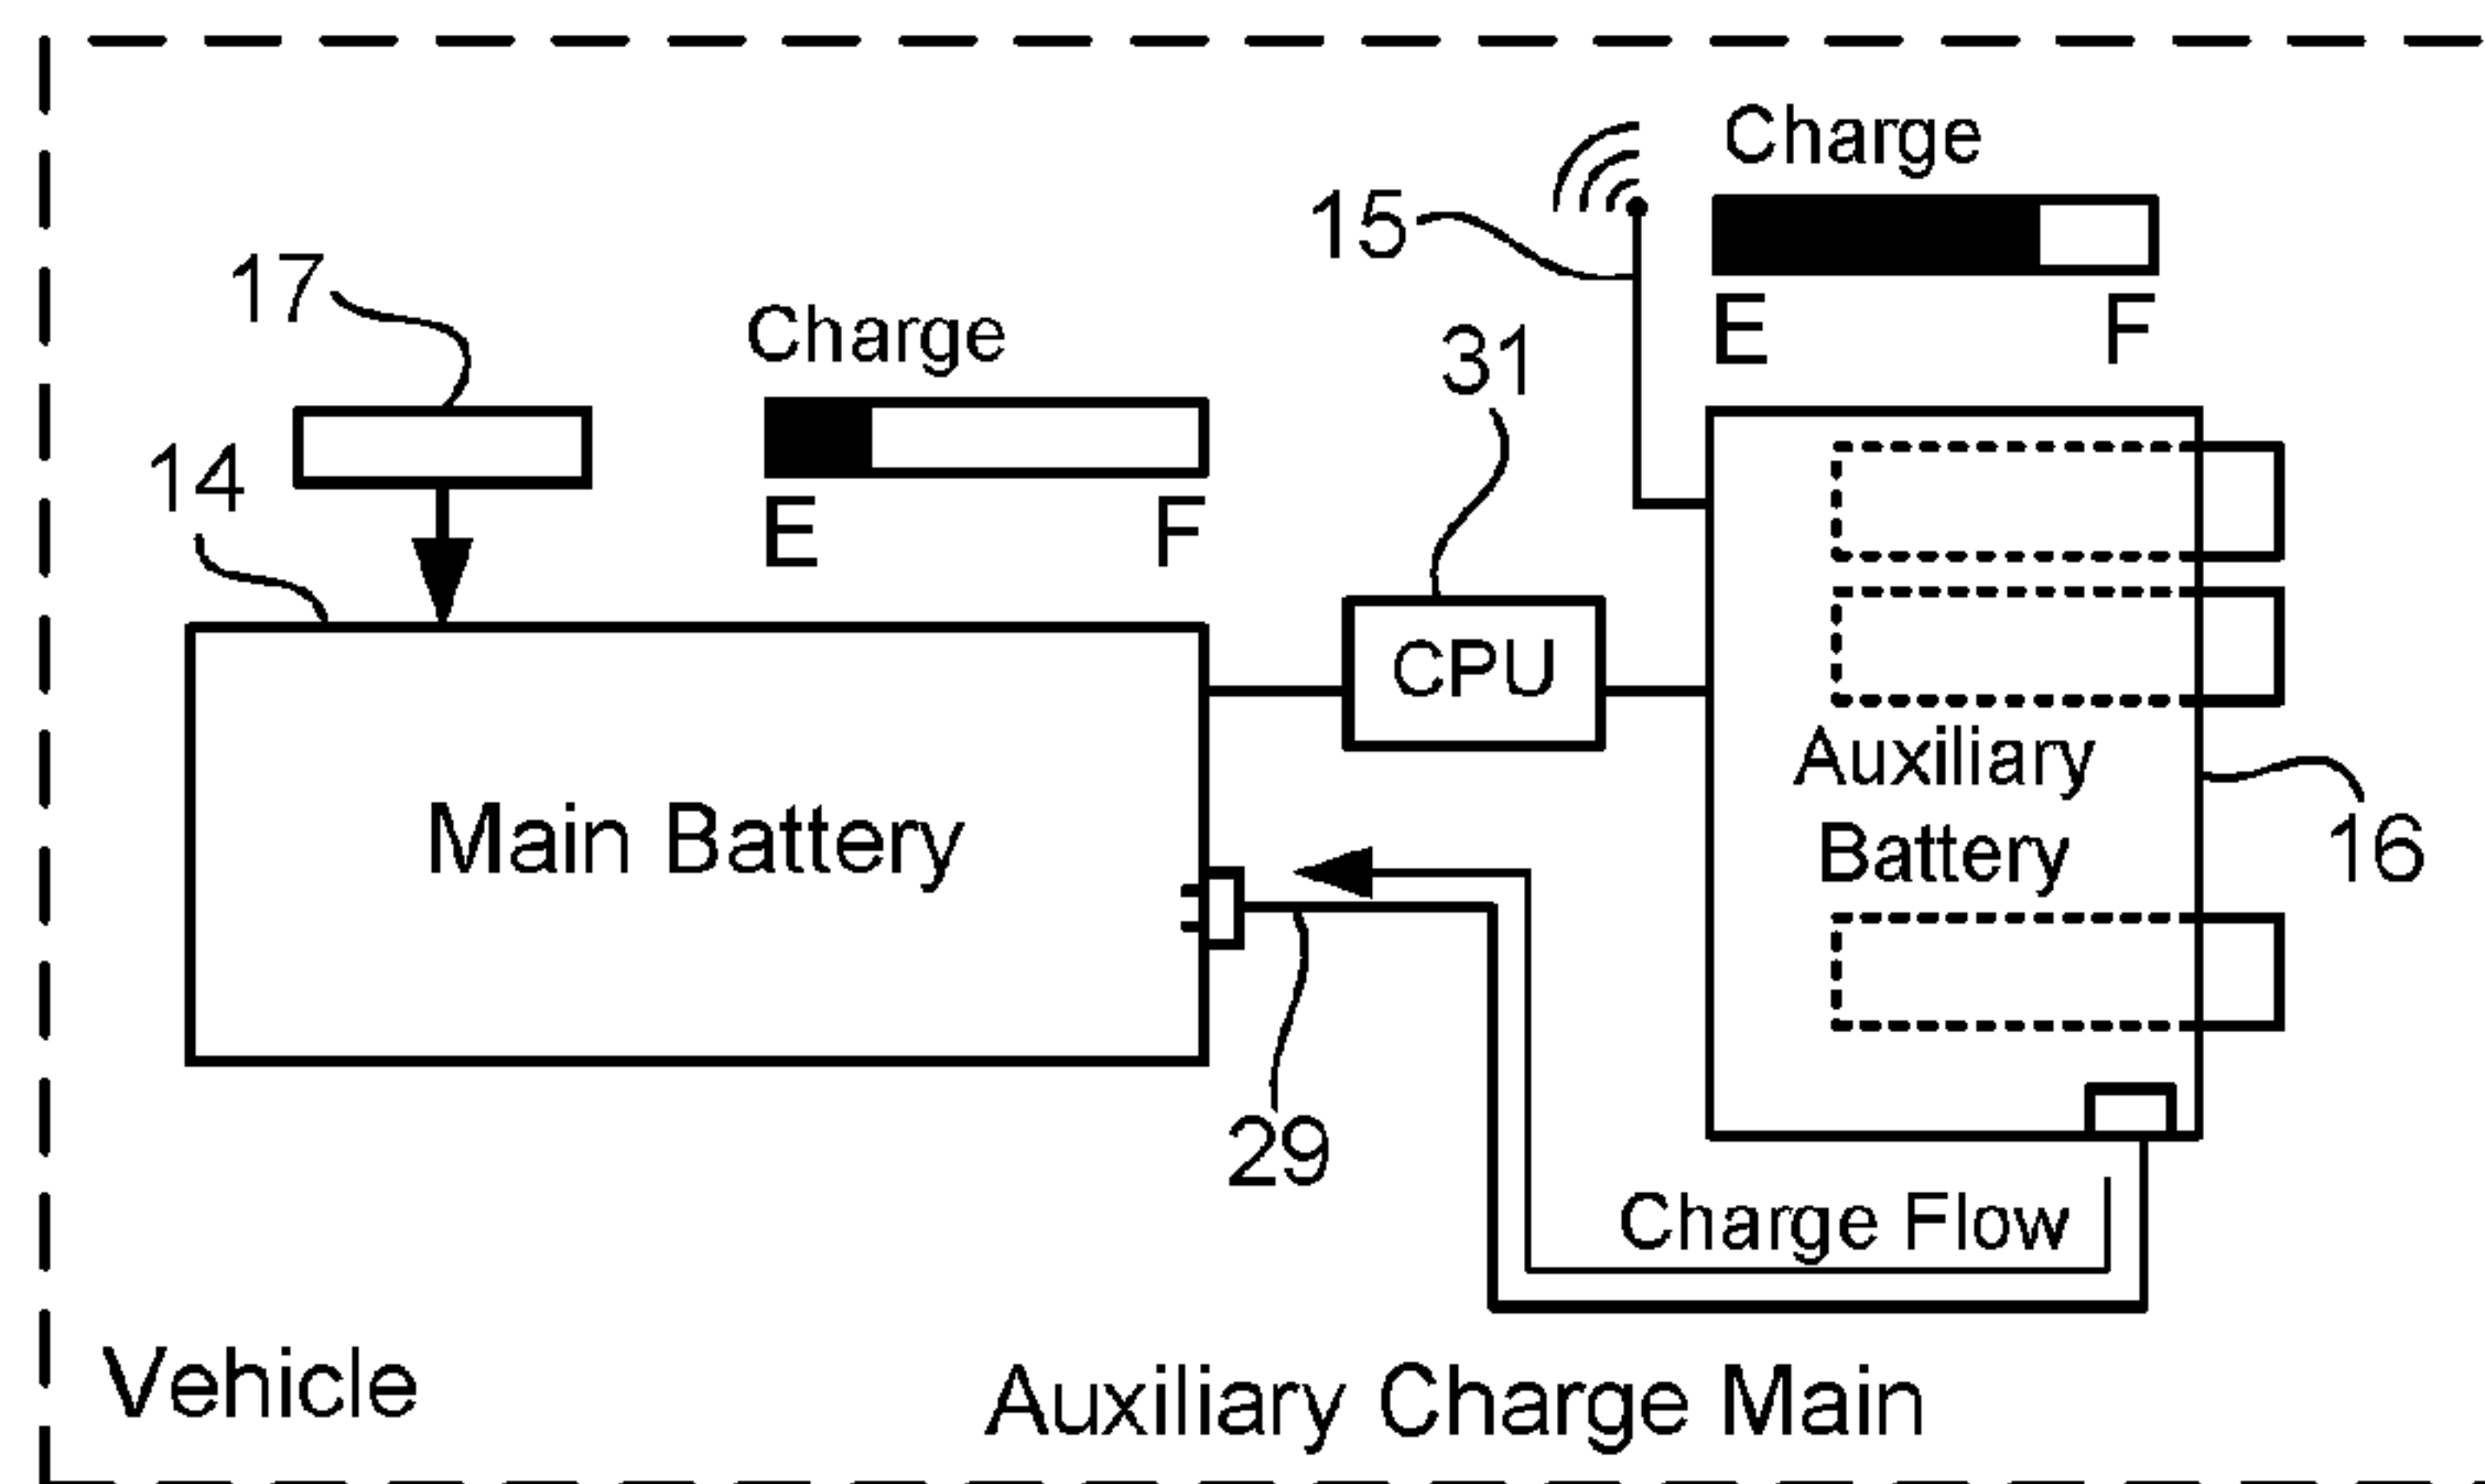 Charge
15
E F
17
Charge
31
14
E F
CPU
Main Battery
Auxiliary
Battery
16
29
Charge Flow
Vehicle
Auxiliary Charge Main